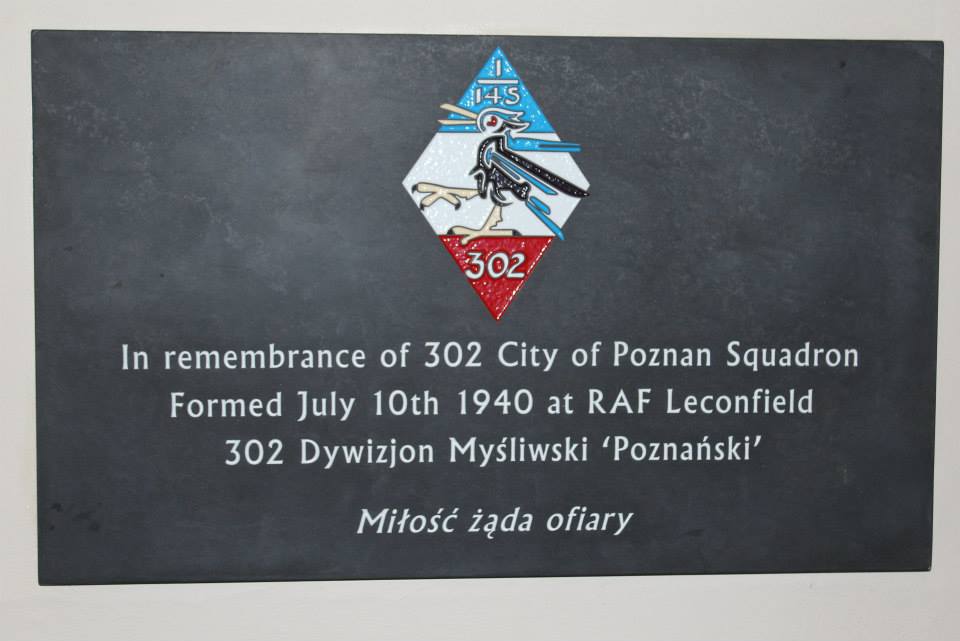 1
145
302
In remembrance of 302 City of Poznan Squadron
Formed July 10th 1940 at RAF Leconfield
302 Dywizjon Myśliwski ‘Poznański’
Miłość żąda ofiary